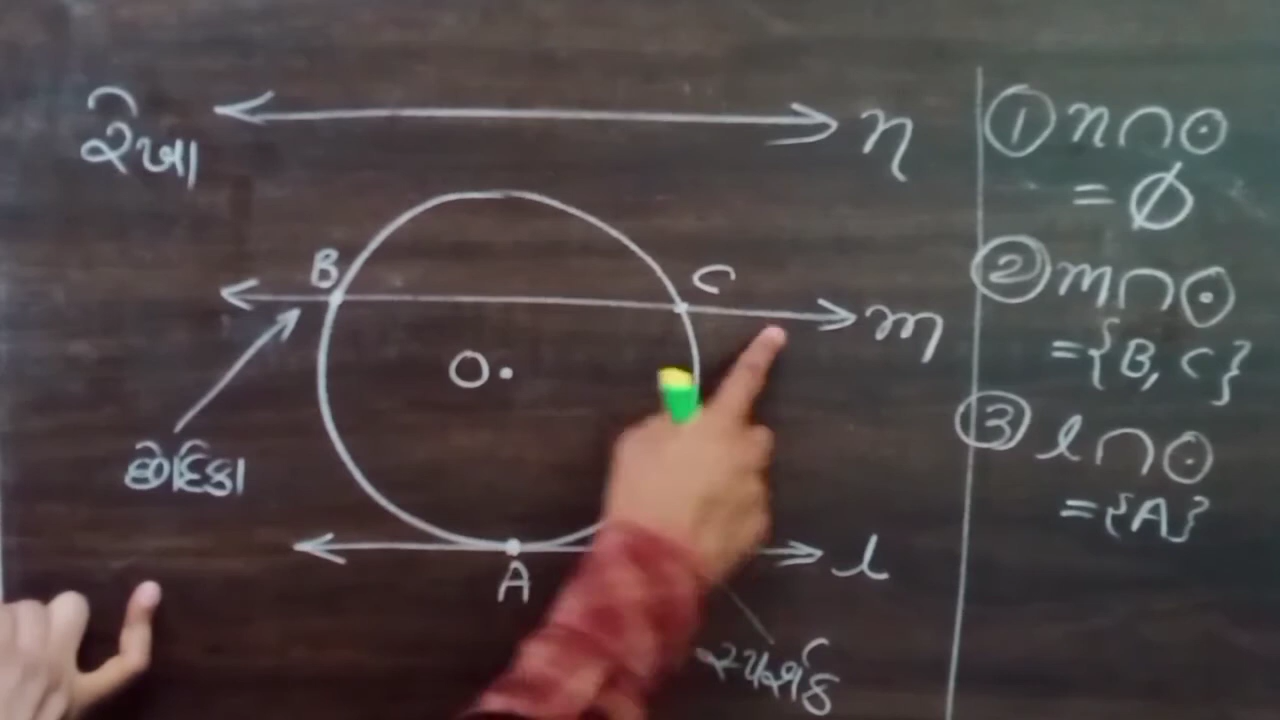 રેખા
n
B
C
m
O
છેદિકા
A
l
સ્પર્શક
① n∩⊙
= ∅
② m∩⊙
={B, C}
③ l∩⊙
={A}